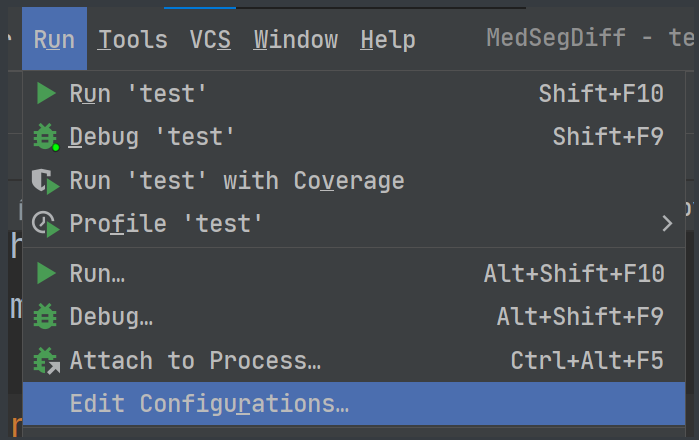 Run Tools VCS Window Help MedSegDiff - te
Run 'test' Shift+F10
Debug 'test' Shift+F9
Run 'test' with Coverage
Profile 'test'
Run… Alt+Shift+F10
Debug… Alt+Shift+F9
Attach to Process… Ctrl+Alt+F5
Edit Configurations…